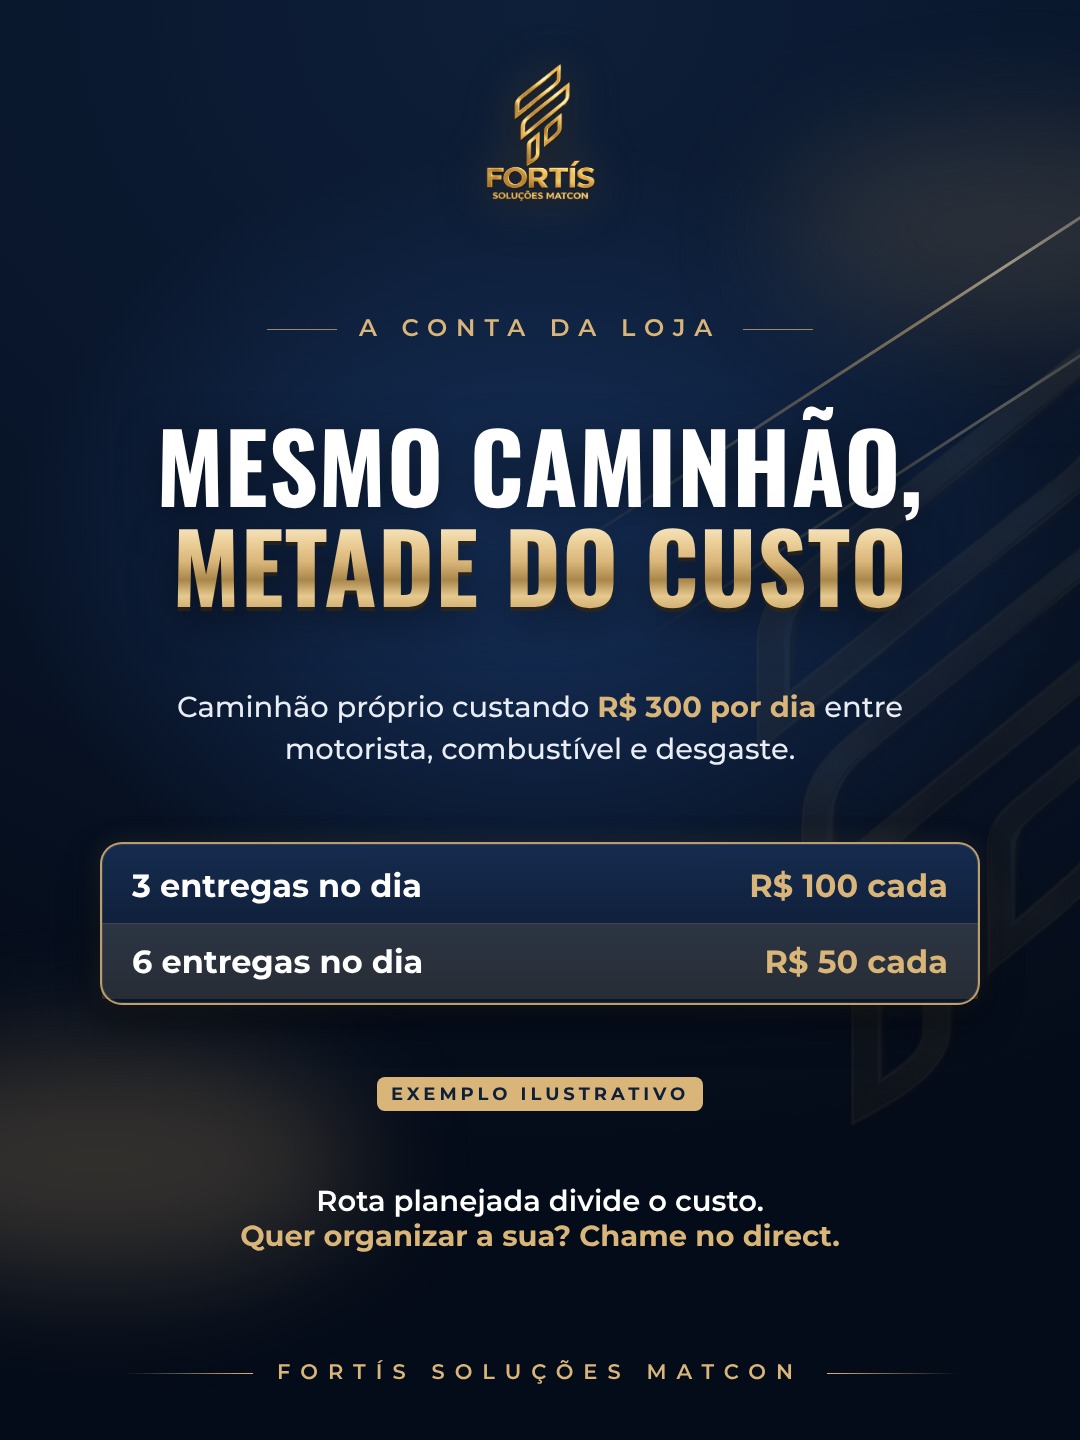 FORTÍS
SOLUÇÕES MATCON
A CONTA DA LOJA
MESMO CAMINHÃO,
METADE DO CUSTO
Caminhão próprio custando R$ 300 por dia entre
motorista, combustível e desgaste.
3 entregas no dia R$ 100 cada
6 entregas no dia R$ 50 cada
EXEMPLO ILUSTRATIVO
Rota planejada divide o custo.
Quer organizar a sua? Chame no direct.
FORTÍS SOLUÇÕES MATCON